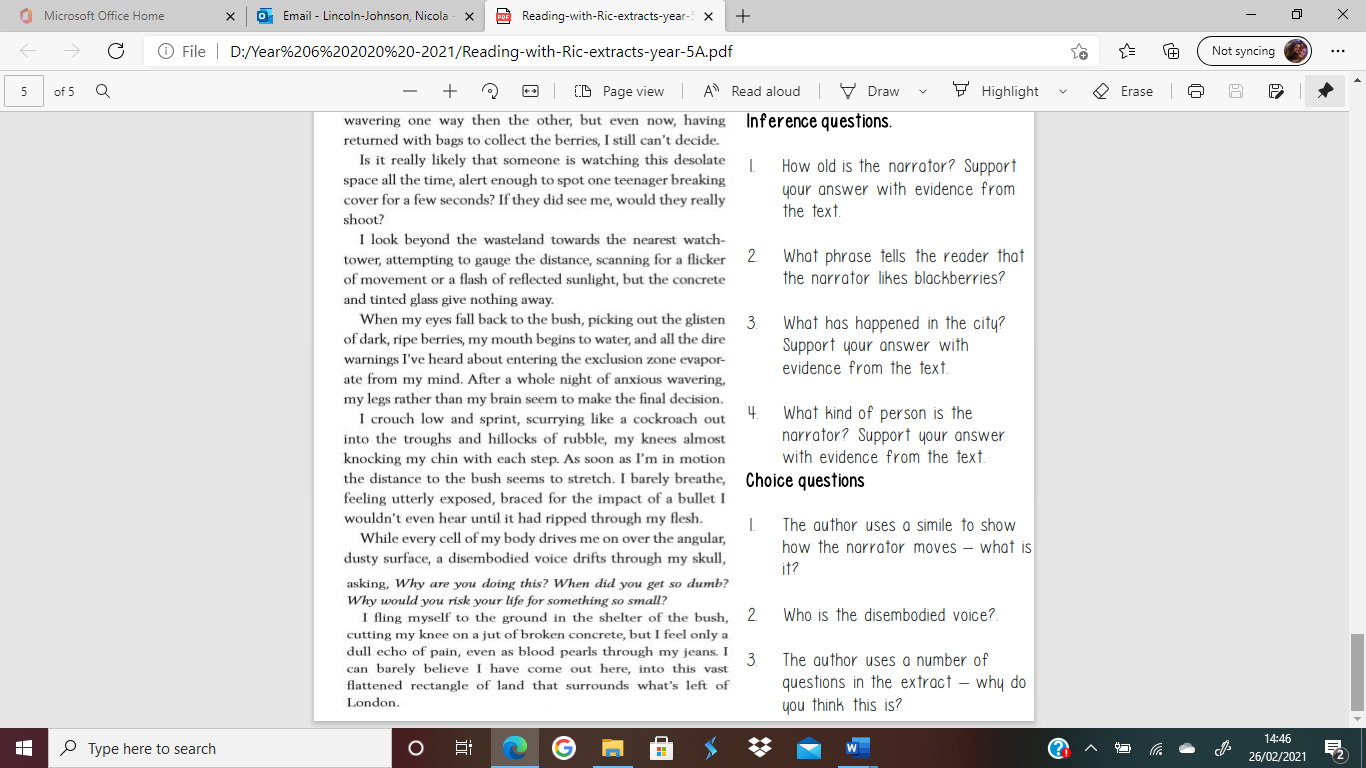 Microsoft Office Home
Email - Lincoln-Johnson, Nicola -
Reading-with-Ric-extracts-year-5
File
D:/Year%206%202020%20-2021/Reading-with-Ric-extracts-year-5A.pdf
Not syncing
5
of 5
Page view
Read aloud
Draw
Highlight
Erase
wavering one way then the other, but even now, having
returned with bags to collect the berries, I still can't decide.
Is it really likely that someone is watching this desolate
space all the time, alert enough to spot one teenager breaking
cover for a few seconds? If they did see me, would they really
shoot?
I look beyond the wasteland towards the nearest watch-
tower, attempting to gauge the distance, scanning for a flicker
of movement or a flash of reflected sunlight, but the concrete
and tinted glass give nothing away.
When my eyes fall back to the bush, picking out the glisten
of dark, ripe berries, my mouth begins to water, and all the dire
warnings I've heard about entering the exclusion zone evapor-
ate from my mind. After a whole night of anxious wavering,
my legs rather than my brain seem to make the final decision.
I crouch low and sprint, scurrying like a cockroach out
into the troughs and hillocks of rubble, my knees almost
knocking my chin with each step. As soon as I'm in motion
the distance to the bush seems to stretch. I barely breathe,
feeling utterly exposed, braced for the impact of a bullet I
wouldn't even hear until it had ripped through my flesh.
While every cell of my body drives me on over the angular,
dusty surface, a disembodied voice drifts through my skull,
asking, Why are you doing this? When did you get so dumb?
Why would you risk your life for something so small?
I fling myself to the ground in the shelter of the bush,
cutting my knee on a jut of broken concrete, but I feel only a
dull echo of pain, even as blood pearls through my jeans. I
can barely believe I have come out here, into this vast
flattened rectangle of land that surrounds what's left of
London.
Inference questions.
1. How old is the narrator? Support
your answer with evidence from
the text.
2. What phrase tells the reader that
the narrator likes blackberries?
3. What has happened in the city?
Support your answer with
evidence from the text.
4. What kind of person is the
narrator? Support your answer
with evidence from the text.
Choice questions
1. The author uses a simile to show
how the narrator moves – what is
it?
2. Who is the disembodied voice?.
3. The author uses a number of
questions in the extract – why do
you think this is?
Type here to search
14:46
26/02/2021
2